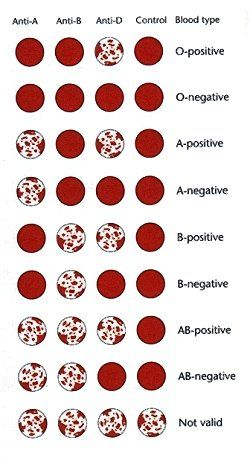 Anti-A Anti-B Anti-D Control Blood type
O-positive
O-negative
A-positive
A-negative
B-positive
B-negative
AB-positive
AB-negative
Not valid